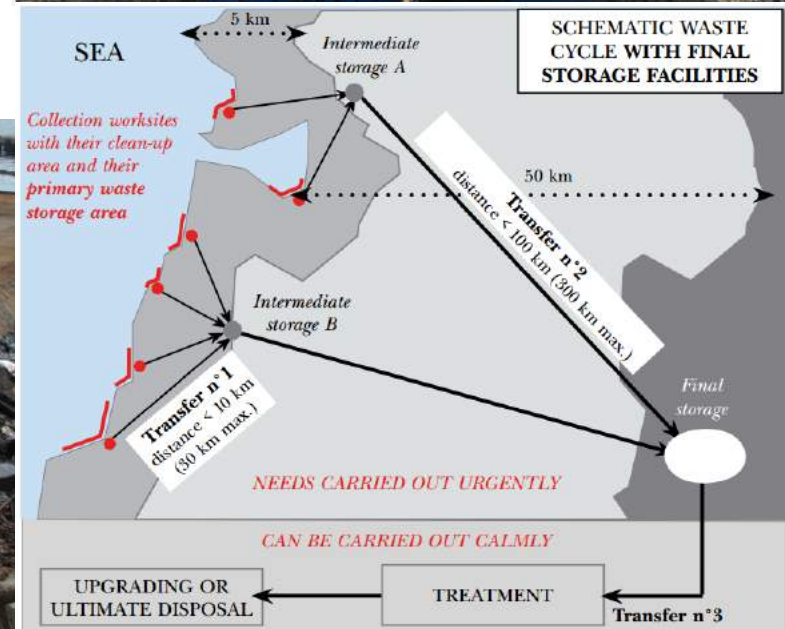 5 km
SEA
Intermediate
storage A
SCHEMATIC WASTE
CYCLE WITH FINAL
STORAGE FACILITIES
Collection worksites
with their clean-up
area and their
primary waste
storage area
50 km
Transfer n°2
distance < 100 km (300 km max.)
Intermediate
storage B
Transfer n°1
distance < 10 km
(30 km max.)
Final
storage
NEEDS CARRIED OUT URGENTLY
CAN BE CARRIED OUT CALMLY
UPGRADING OR
ULTIMATE DISPOSAL
TREATMENT
Transfer n°3